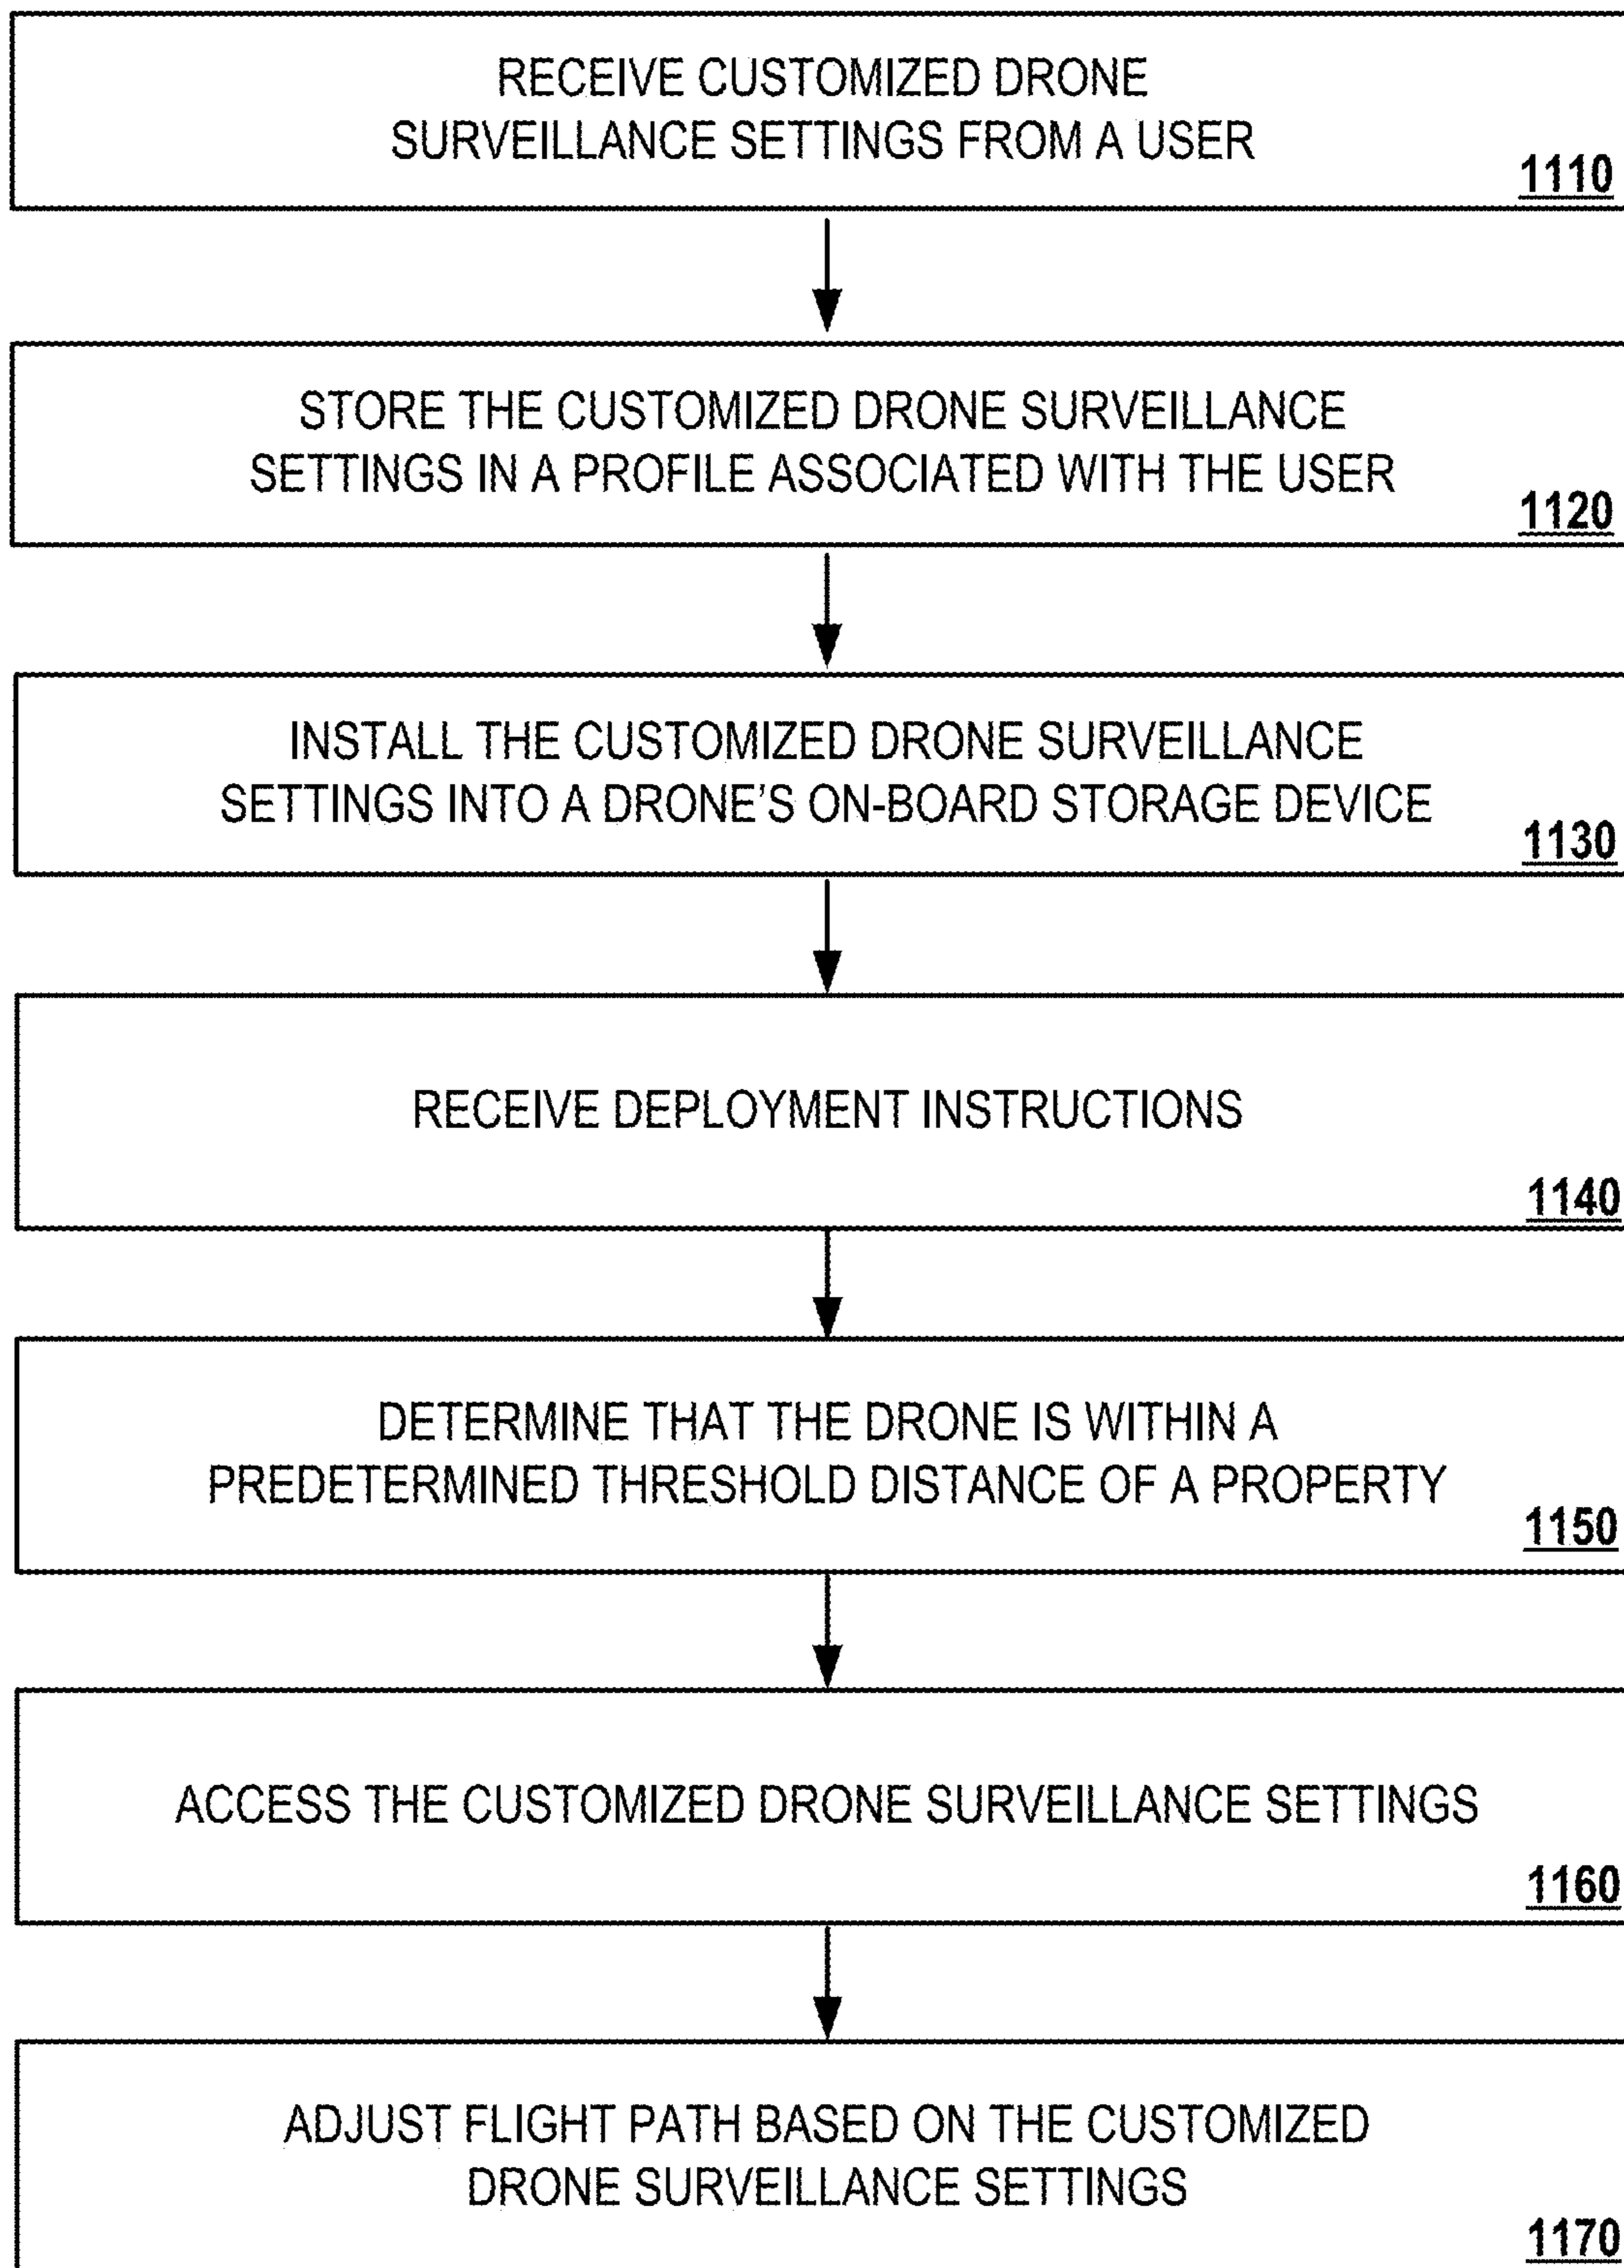 RECEIVE CUSTOMIZED DRONE
SURVEILLANCE SETTINGS FROM A USER
1110
STORE THE CUSTOMIZED DRONE SURVEILLANCE
SETTINGS IN A PROFILE ASSOCIATED WITH THE USER
1120
INSTALL THE CUSTOMIZED DRONE SURVEILLANCE
SETTINGS INTO A DRONE'S ON-BOARD STORAGE DEVICE
1130
RECEIVE DEPLOYMENT INSTRUCTIONS
1140
DETERMINE THAT THE DRONE IS WITHIN A
PREDETERMINED THRESHOLD DISTANCE OF A PROPERTY
1150
ACCESS THE CUSTOMIZED DRONE SURVEILLANCE SETTINGS
1160
ADJUST FLIGHT PATH BASED ON THE CUSTOMIZED
DRONE SURVEILLANCE SETTINGS
1170